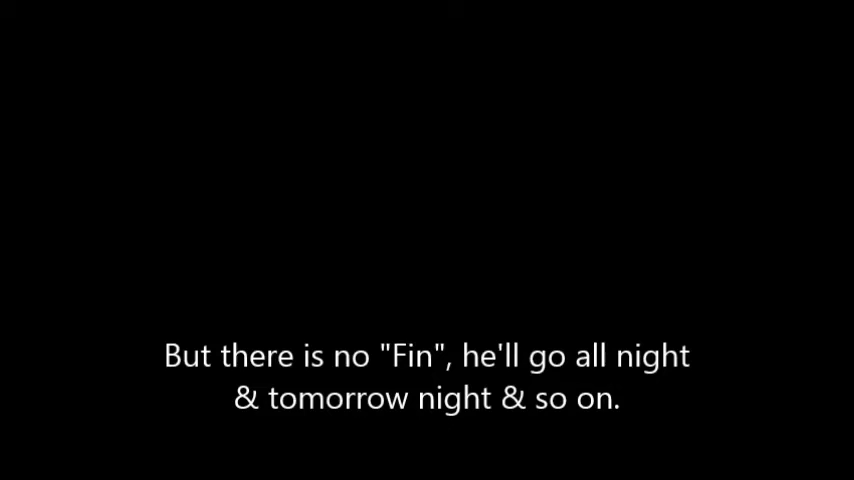 But there is no "Fin", he'll go all night
& tomorrow night & so on.